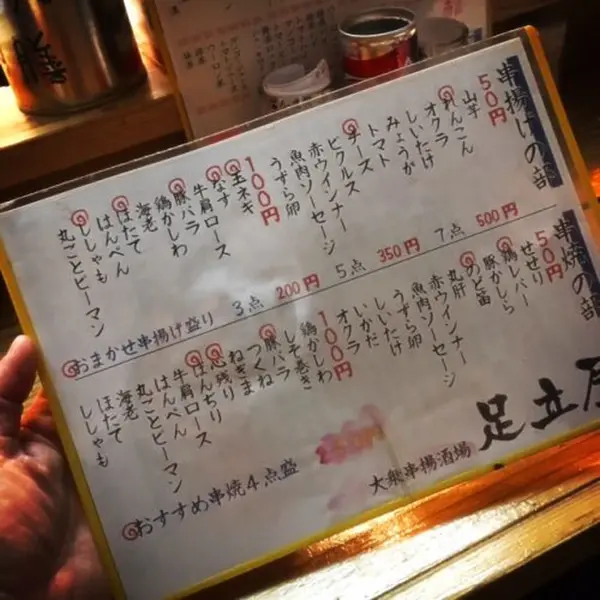 串揚げの部
50円
山芋
れんこん
オクラ
しいたけ
みょうが
トマト
チーズ
ピクルス
赤ウインナー
魚肉ソーセージ
うずら卵
100円
玉ネギ
なす
牛肩ロース
豚バラ
鶏かしわ
海老
ほたて
はんぺん
ししゃも
丸ごとピーマン
おまかせ串揚げ盛り 3点 200円 5点 350円 7点 500円
串焼の部
50円
せせり
鶏レバー
豚かしら
のど笛
丸肝
赤ウインナー
魚肉ソーセージ
うずら卵
しいたけ
いかだ
オクラ
100円
鶏かしわ
しそ巻き
豚バラ
つくね
ねぎま
心残り
ぼんちり
牛肩ロース
はんぺん
丸ごとピーマン
海老
ほたて
ししゃも
おすすめ串焼4点盛
大衆串揚酒場
足立屋